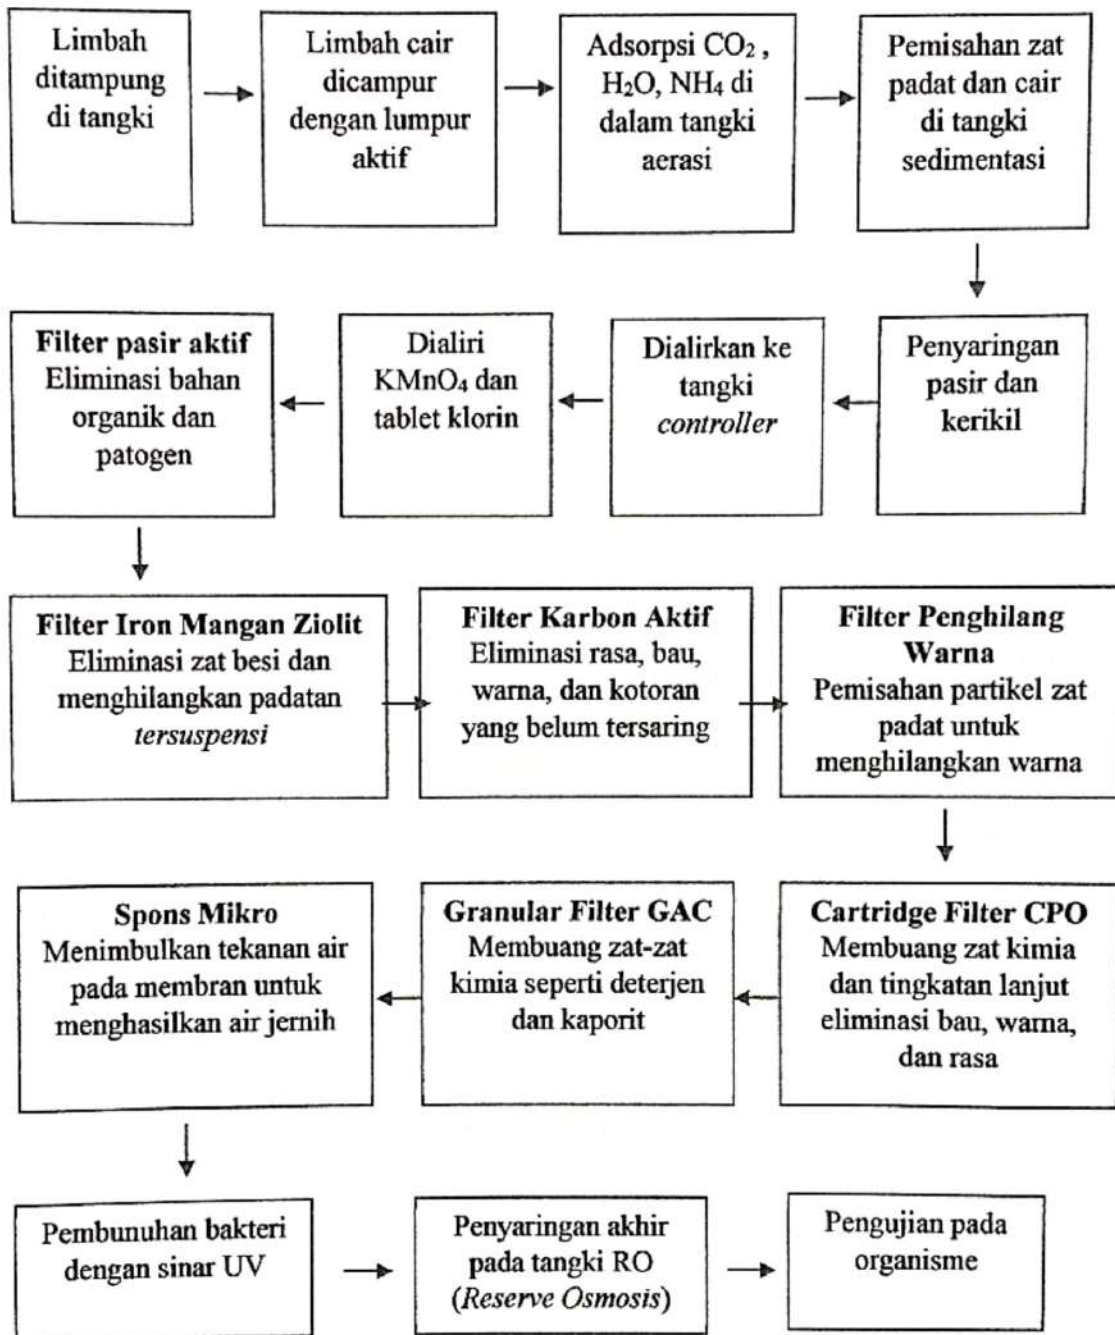 Limbah
ditampung
di tangki
Limbah cair
dicampur
dengan lumpur
aktif
Adsorpsi CO₂ ,
H₂O, NH₄ di
dalam tangki
aerasi
Pemisahan zat
padat dan cair
di tangki
sedimentasi
Penyaringan
pasir dan
kerikil
Dialirkan ke
tangki
controller
Dialiri
KMnO₄ dan
tablet klorin
Filter pasir aktif
Eliminasi bahan
organik dan
patogen
Filter Iron Mangan Ziolit
Eliminasi zat besi dan
menghilangkan padatan
tersuspensi
Filter Karbon Aktif
Eliminasi rasa, bau,
warna, dan kotoran
yang belum tersaring
Filter Penghilang
Warna
Pemisahan partikel zat
padat untuk
menghilangkan warna
Cartridge Filter CPO
Membuang zat kimia
dan tingkatan lanjut
eliminasi bau, warna,
dan rasa
Granular Filter GAC
Membuang zat-zat
kimia seperti deterjen
dan kaporit
Spons Mikro
Menimbulkan tekanan air
pada membran untuk
menghasilkan air jernih
Pembunuhan bakteri
dengan sinar UV
Penyaringan akhir
pada tangki RO
(Reserve Osmosis)
Pengujian pada
organisme